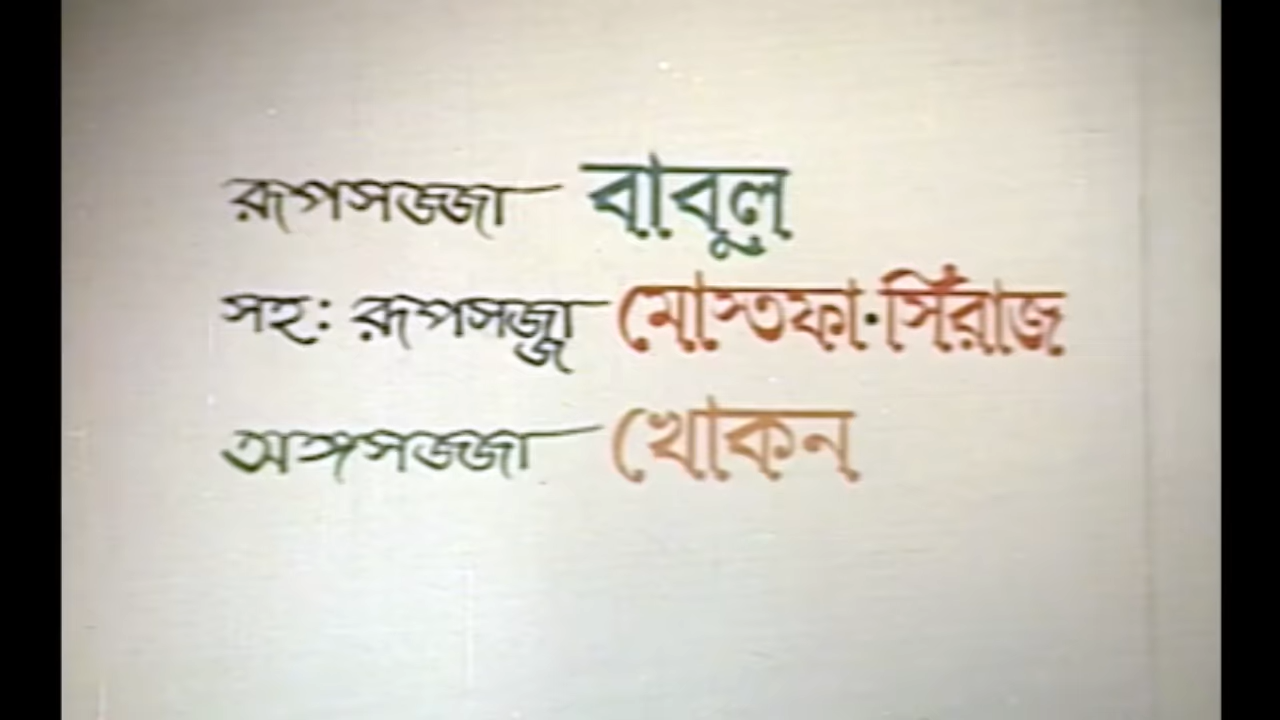 রূপসজ্জা বাবুল
সহ: রূপসজ্জা মোস্তফা·সিরাজ
অঙ্গসজ্জা খোকন